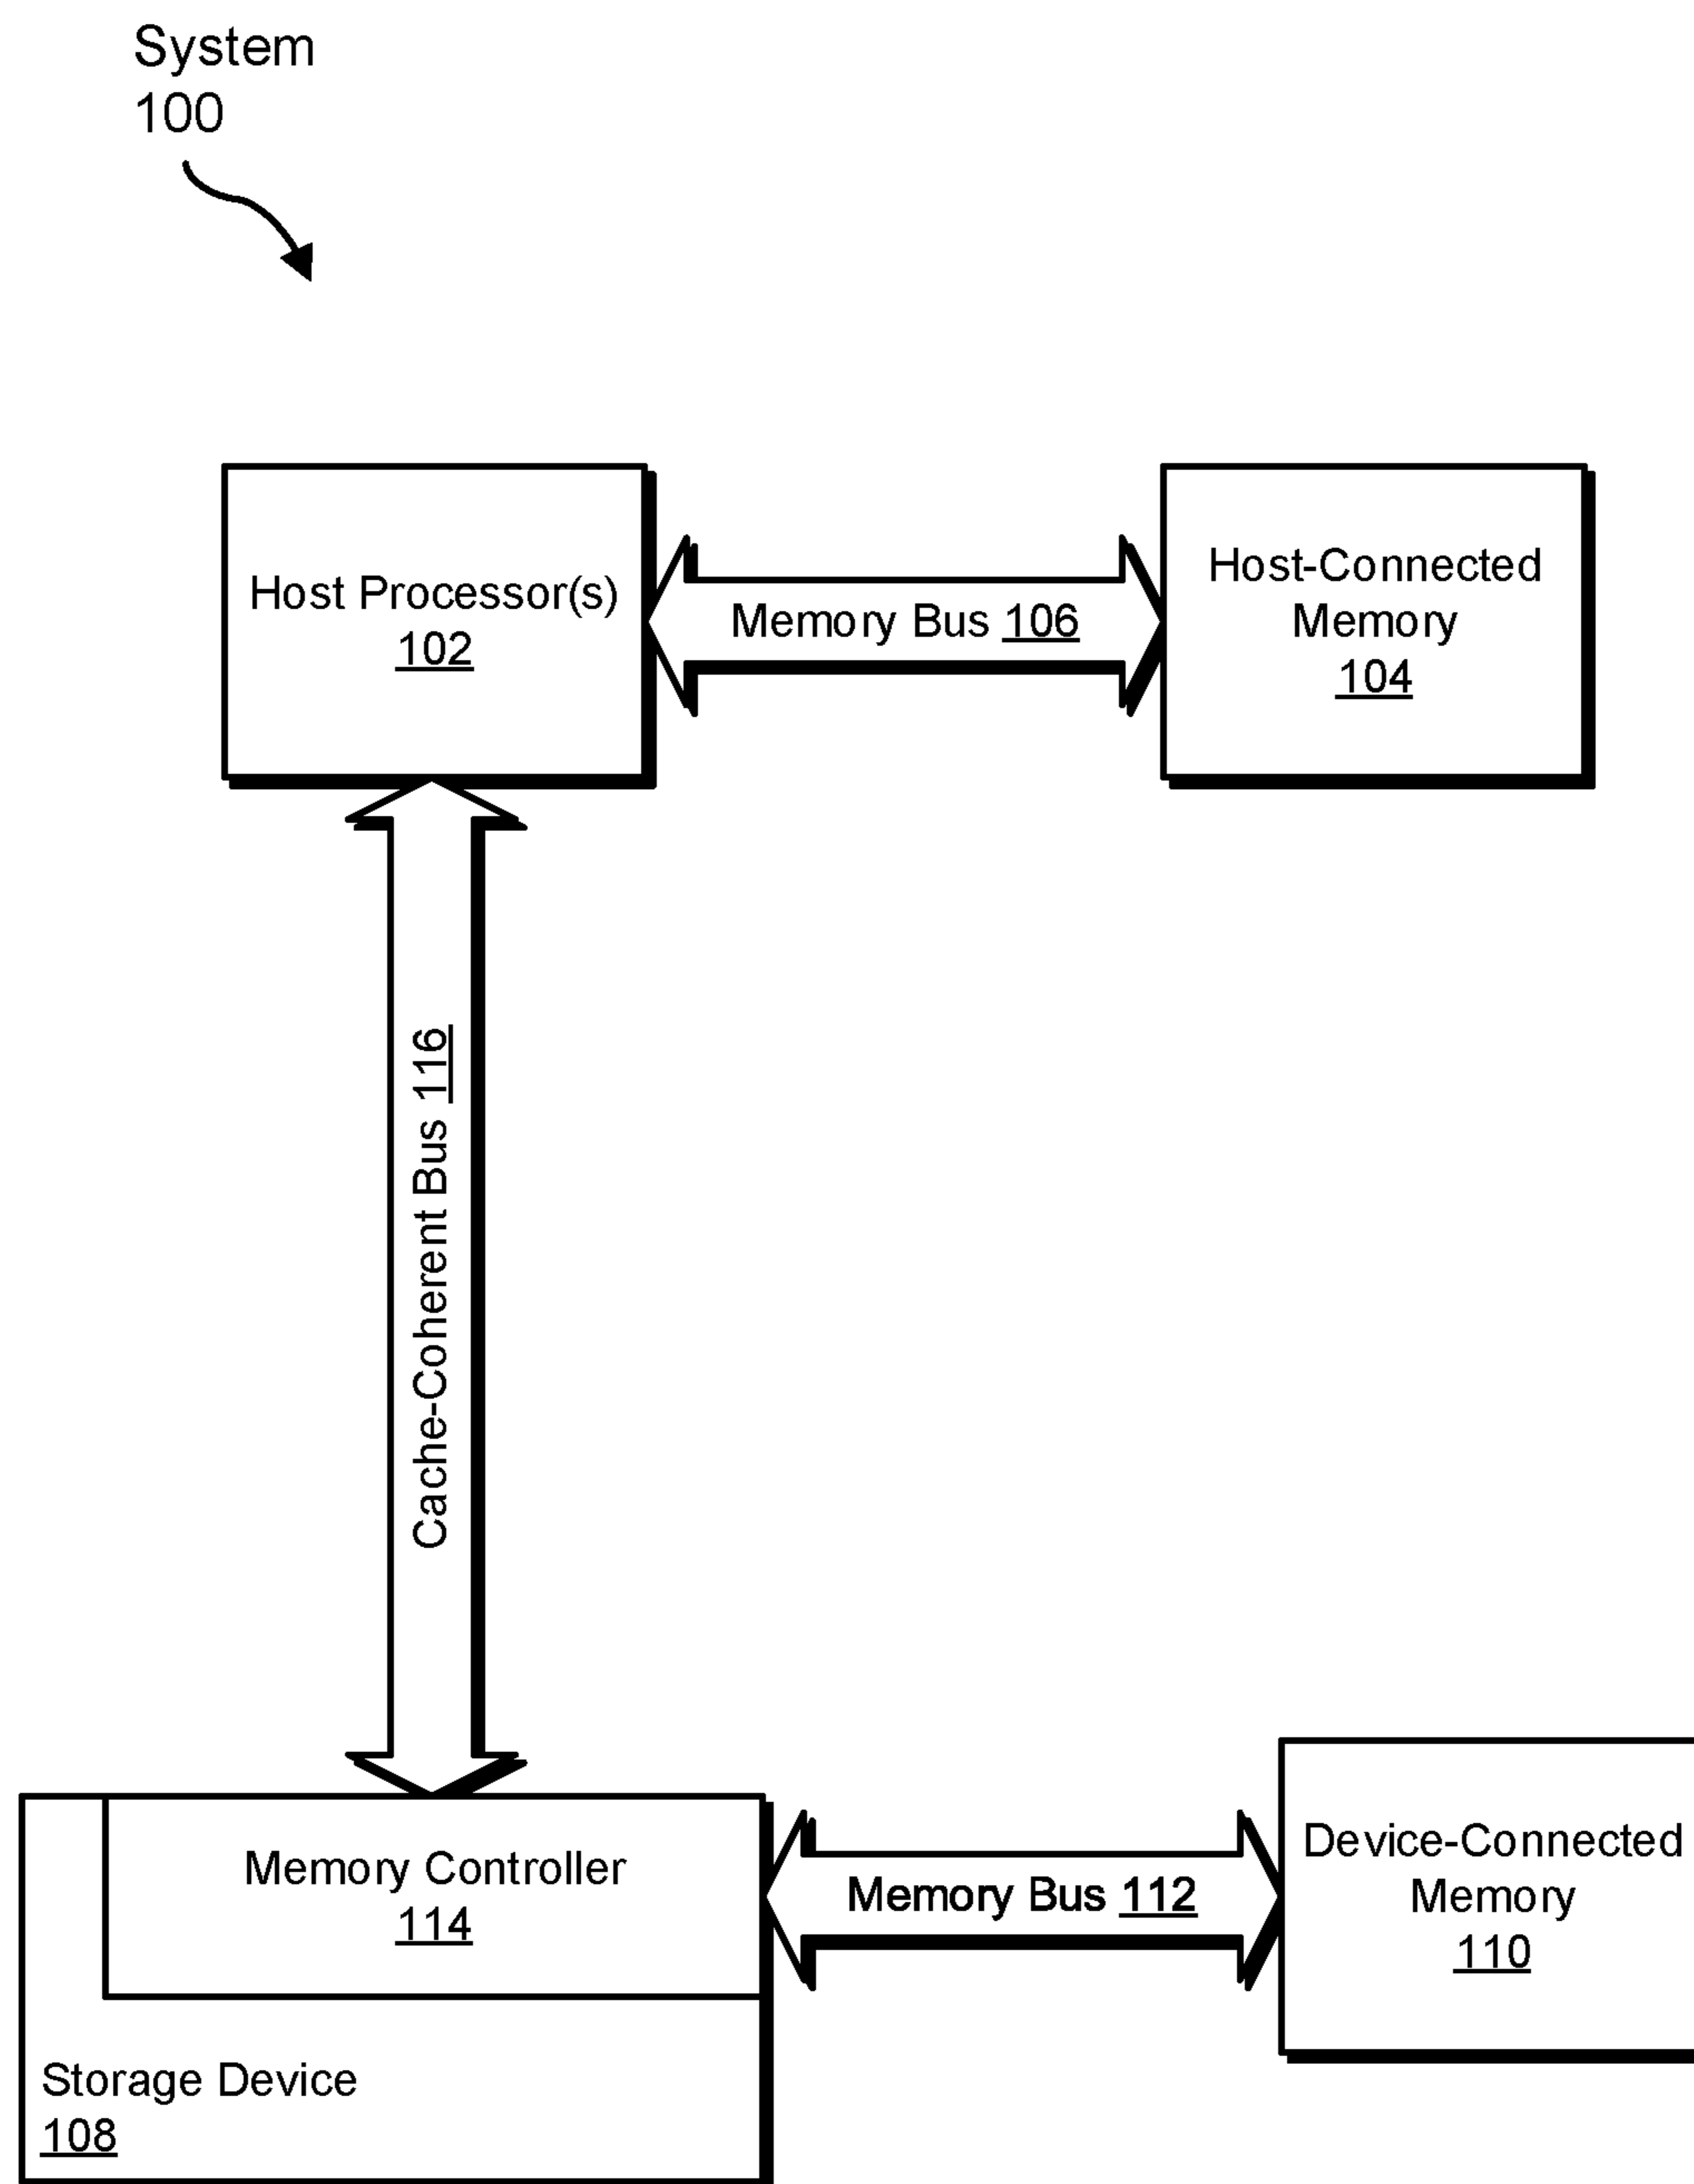 System
100
Host Processor(s)
102
Memory Bus 106
Host-Connected
Memory
104
Cache-Coherent Bus 116
Memory Controller
114
Memory Bus 112
Device-Connected
Memory
110
Storage Device
108